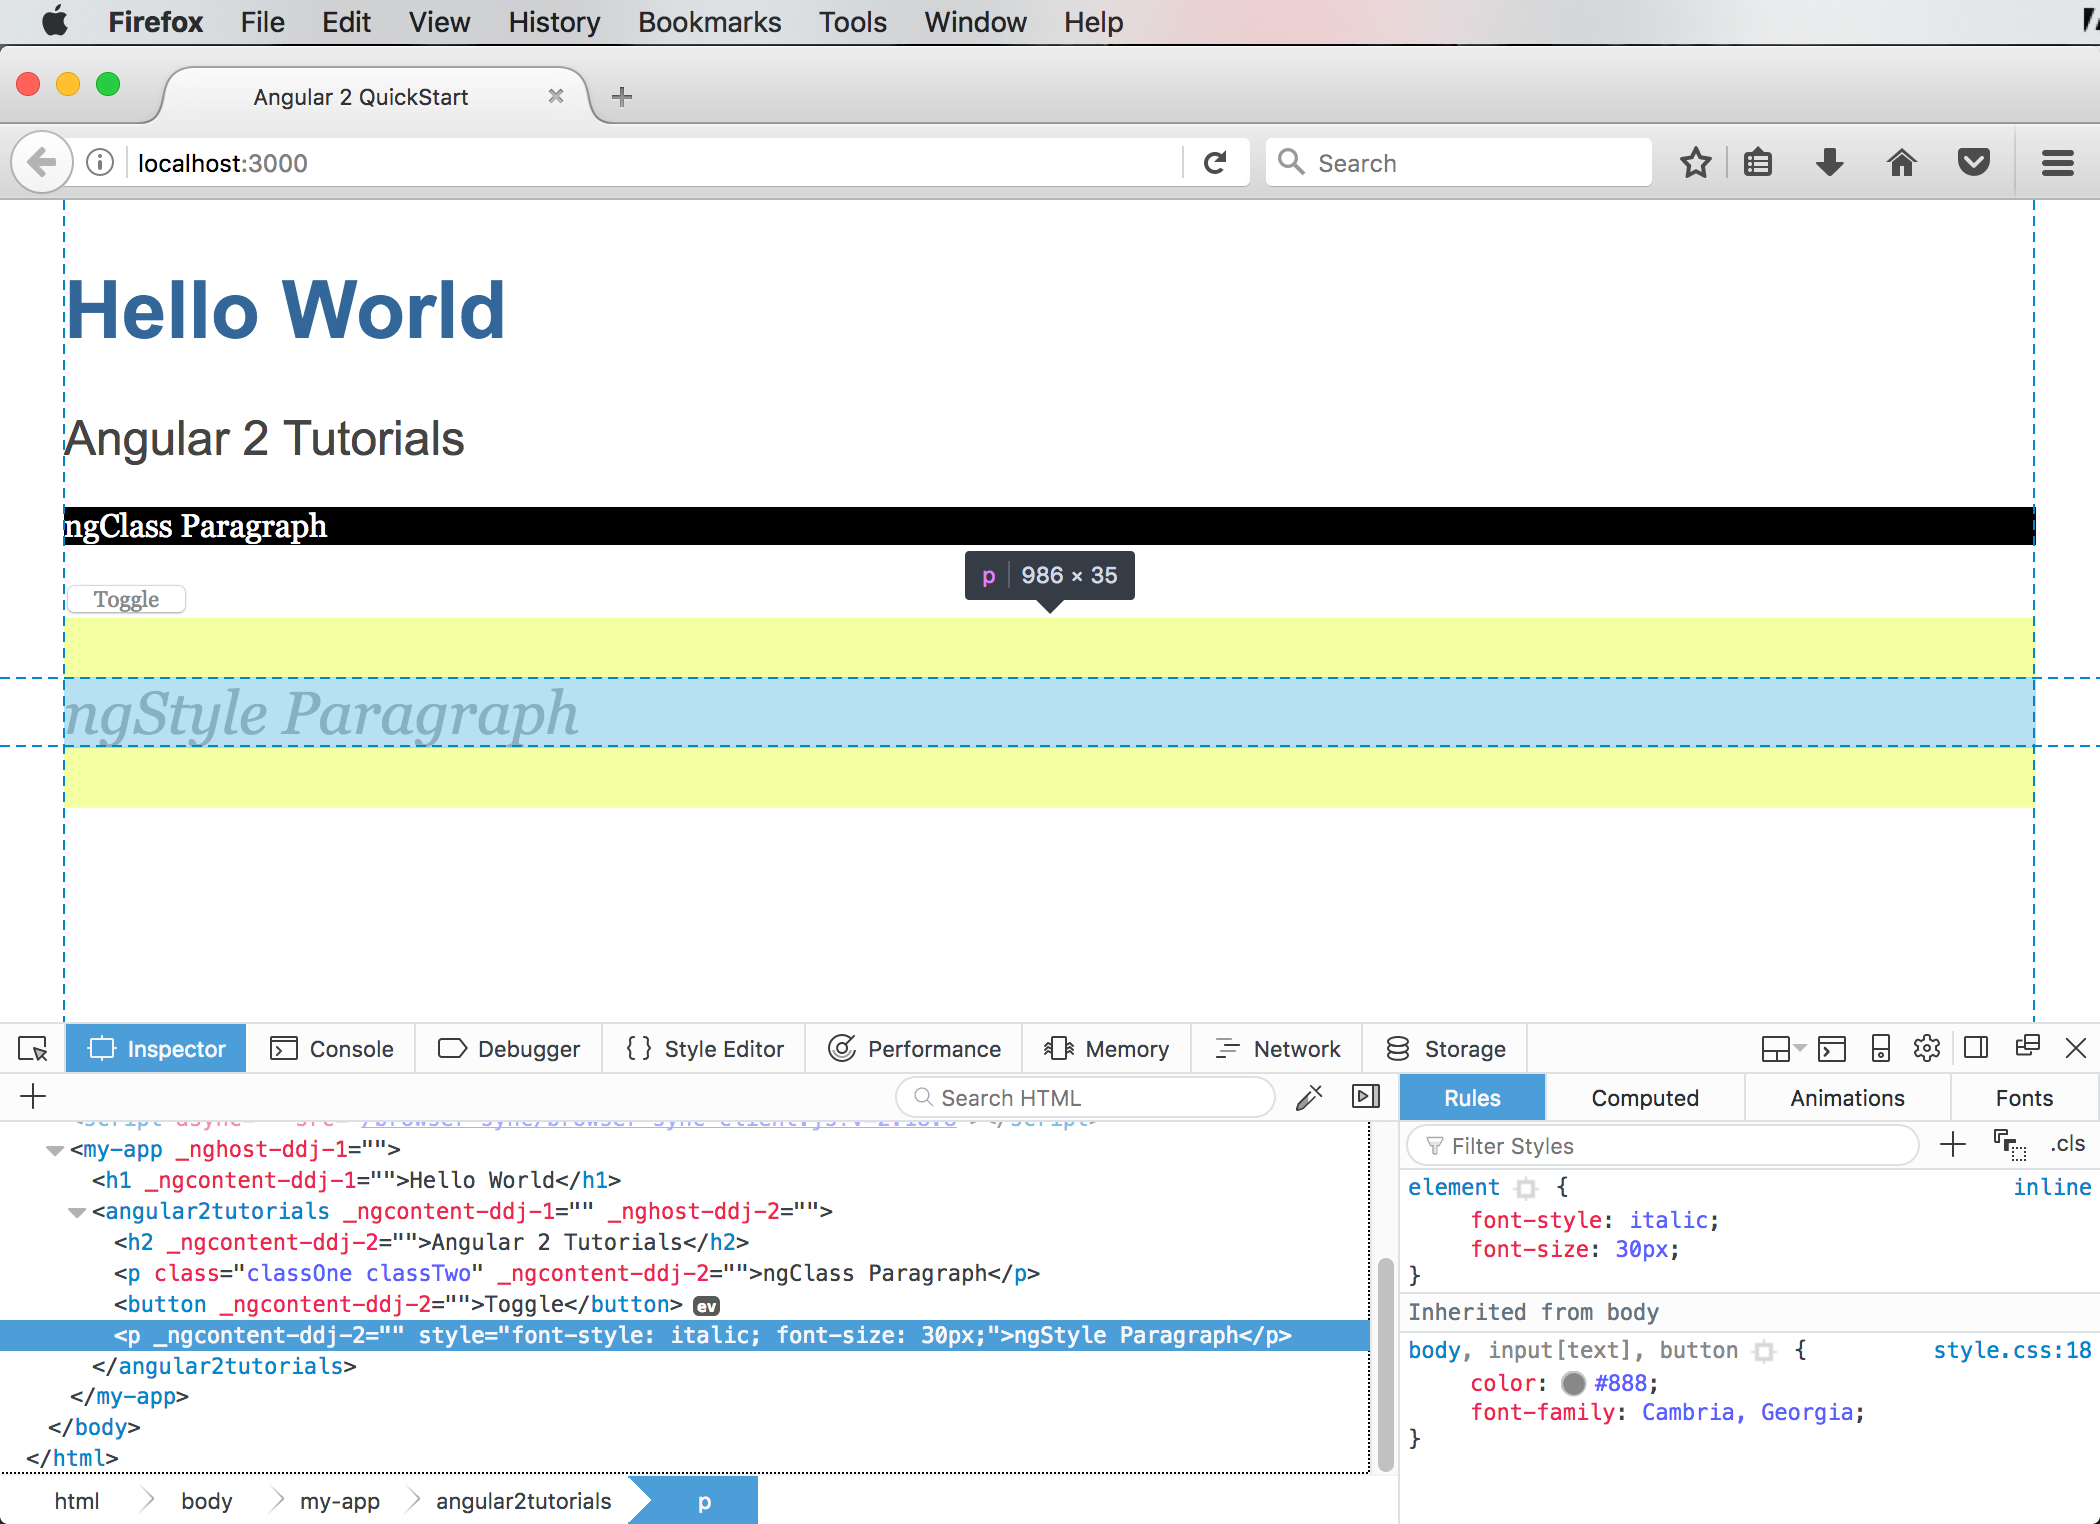 Firefox File Edit View History Bookmarks Tools Window Help
Angular 2 QuickStart
localhost:3000 Search
Hello World
Angular 2 Tutorials
ngClass Paragraph
p 986 × 35
Toggle
ngStyle Paragraph
Inspector Console Debugger { } Style Editor Performance Memory Network Storage
Search HTML
<my-app _nghost-ddj-1="">
<h1 _ngcontent-ddj-1="">Hello World</h1>
<angular2tutorials _ngcontent-ddj-1="" _nghost-ddj-2="">
<h2 _ngcontent-ddj-2="">Angular 2 Tutorials</h2>
<p class="classOne classTwo" _ngcontent-ddj-2="">ngClass Paragraph</p>
<button _ngcontent-ddj-2="">Toggle</button> ev
<p _ngcontent-ddj-2="" style="font-style: italic; font-size: 30px;">ngStyle Paragraph</p>
</angular2tutorials>
</my-app>
</body>
</html>
html body my-app angular2tutorials p
Rules Computed Animations Fonts
Filter Styles .cls
element { inline
font-style: italic;
font-size: 30px;
}
Inherited from body
body, input[text], button { style.css:18
color: #888;
font-family: Cambria, Georgia;
}